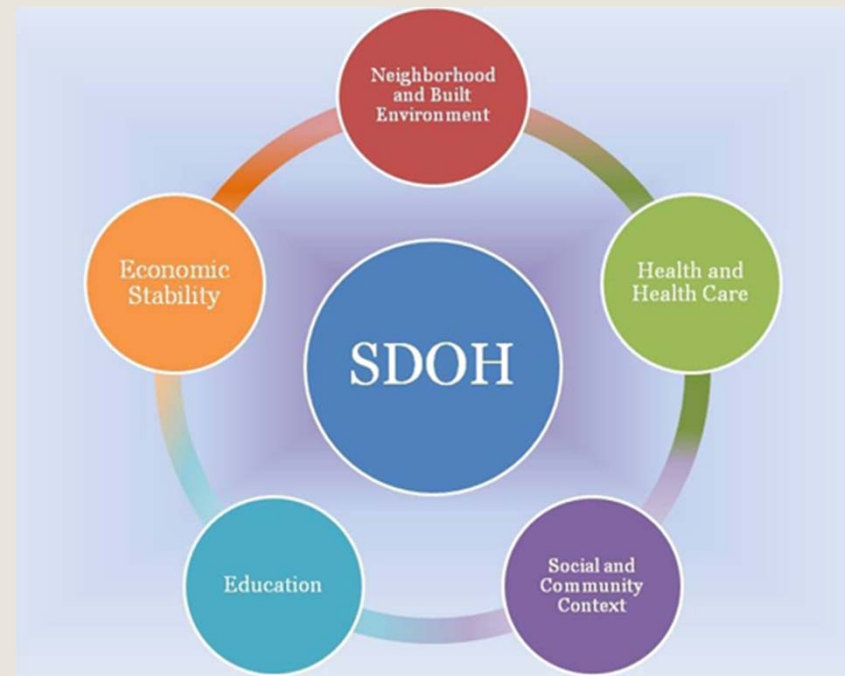 Neighborhood
and Built
Environment
Economic
Stability
Health and
Health Care
SDOH
Education
Social and
Community
Context